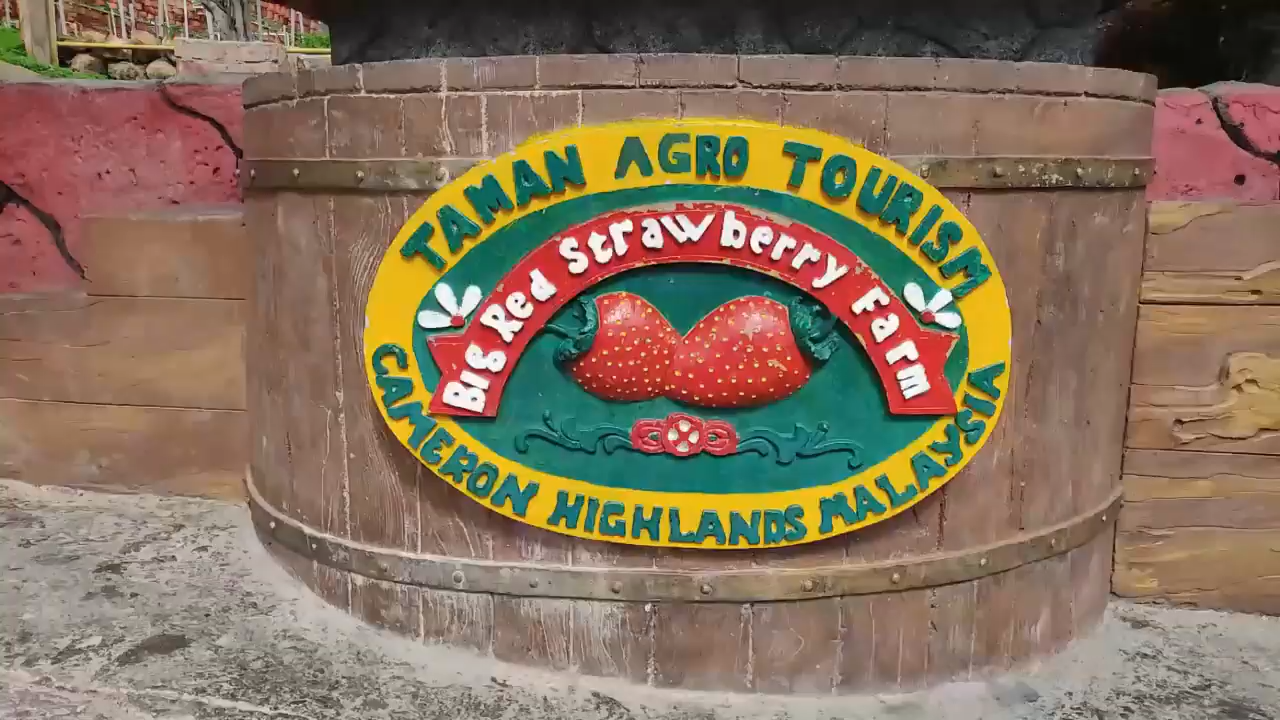 TAMAN AGRO TOURISM
Big Red Strawberry Farm
CAMERON HIGHLANDS MALAYSIA